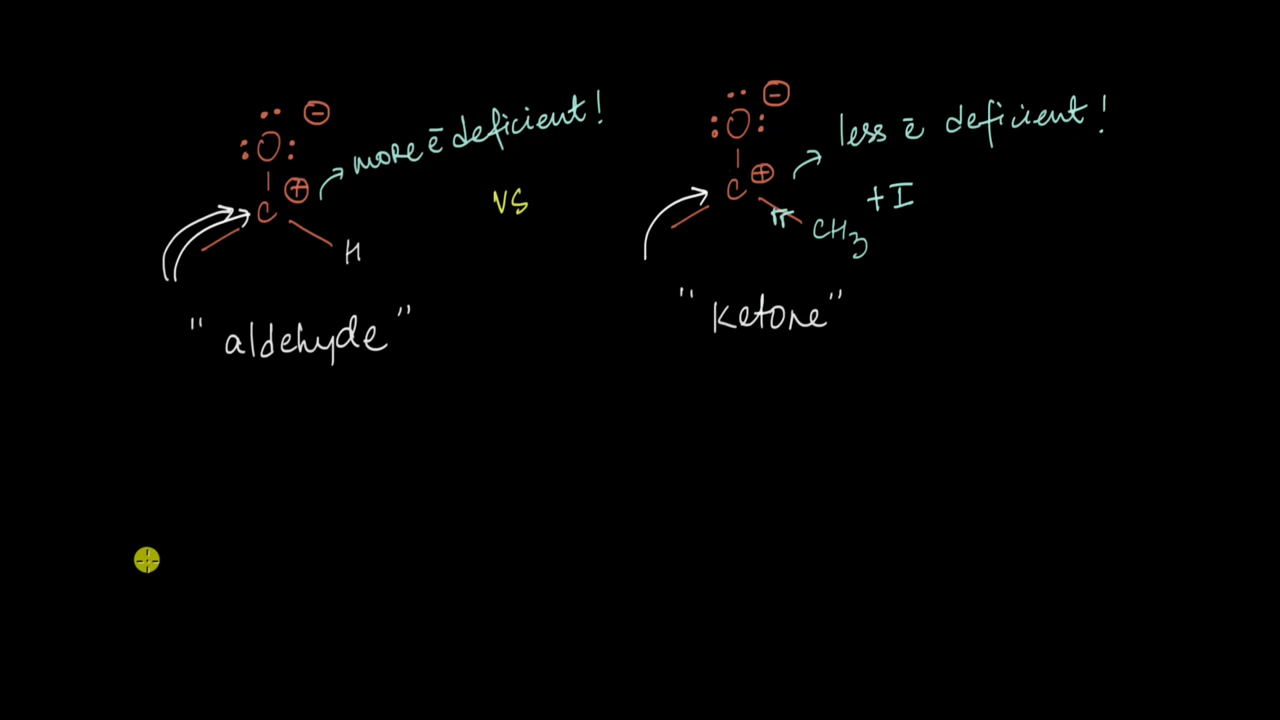 O ⊖
C ⊕
H
more ē deficient!
"aldehyde"
vs
O ⊖
C ⊕
CH3
+I
less ē deficient!
"Ketone"